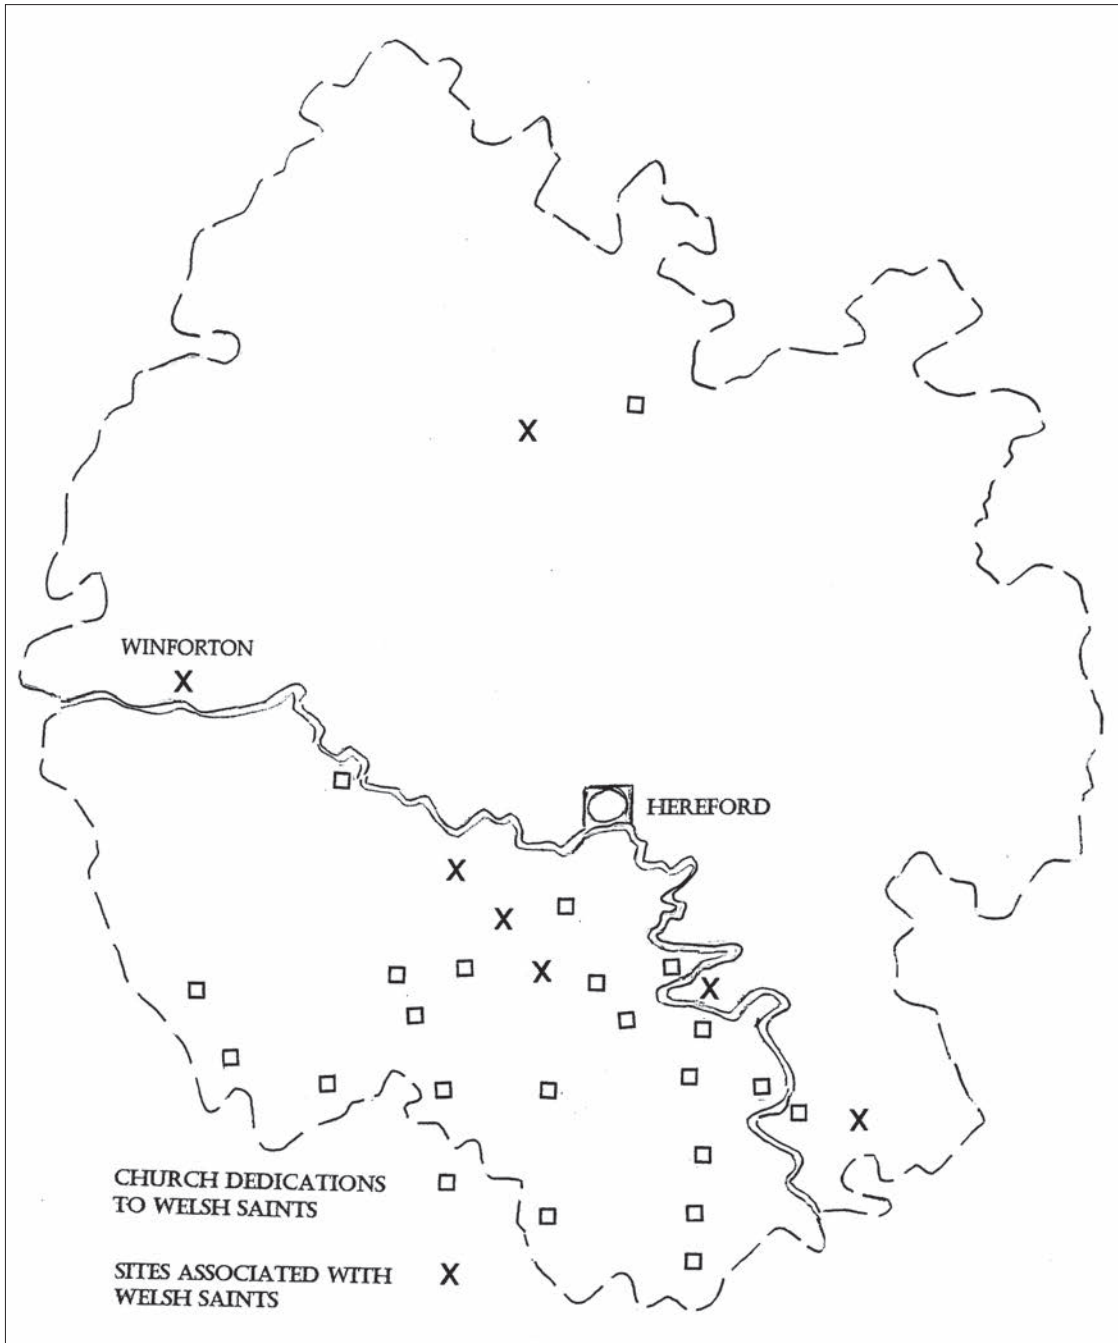 WINFORTON
X
HEREFORD
X
CHURCH DEDICATIONS
TO WELSH SAINTS
SITES ASSOCIATED WITH
WELSH SAINTS
X